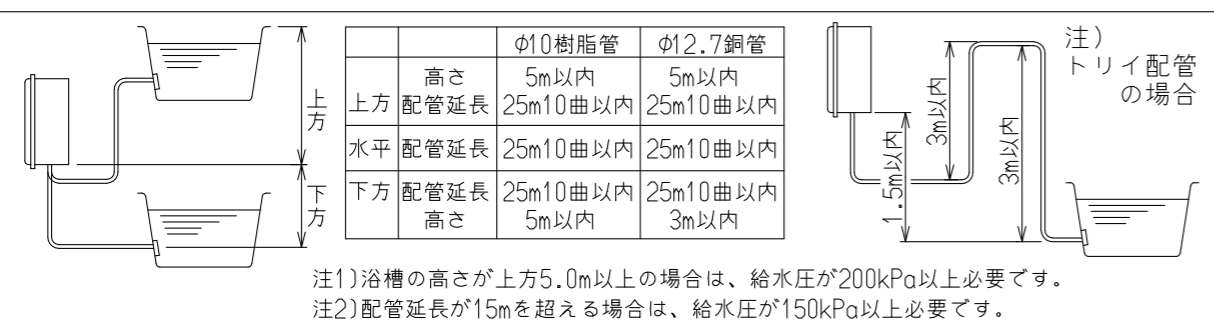 上方
下方
φ10樹脂管 φ12.7銅管
上方 高さ 5m以内 5m以内
配管延長 25m10曲以内 25m10曲以内
水平 配管延長 25m10曲以内 25m10曲以内
下方 配管延長 25m10曲以内 25m10曲以内
高さ 5m以内 3m以内
注)
トリイ配管
の場合
3m以内
3m以内
1.5m以内
注1)浴槽の高さが上方5.0m以上の場合は、給水圧が200kPa以上必要です。
注2)配管延長が15mを超える場合は、給水圧が150kPa以上必要です。